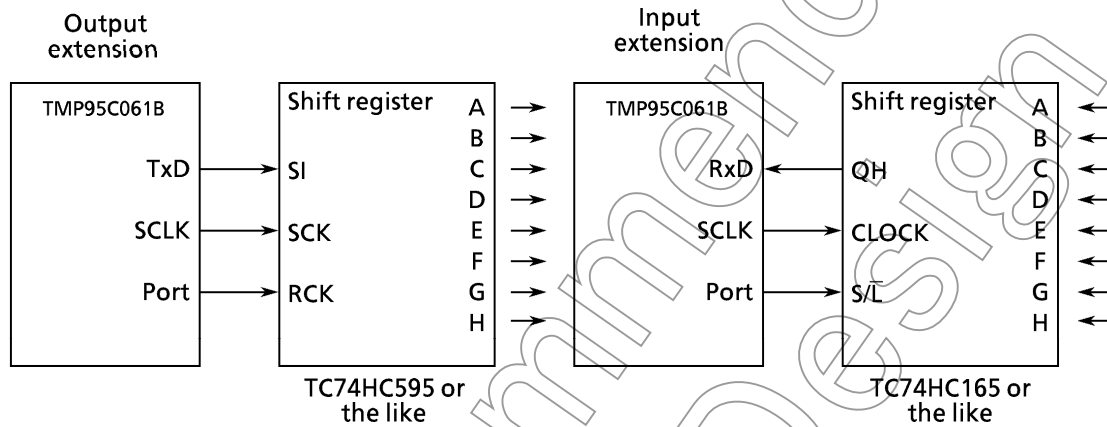 Output
extension
TMP95C061B
TxD
SCLK
Port
Shift register
SI
SCK
RCK
A
B
C
D
E
F
G
H
TC74HC595 or
the like
Input
extension
TMP95C061B
RxD
SCLK
Port
Shift register
QH
CLOCK
S/L̅
A
B
C
D
E
F
G
H
TC74HC165 or
the like
Design